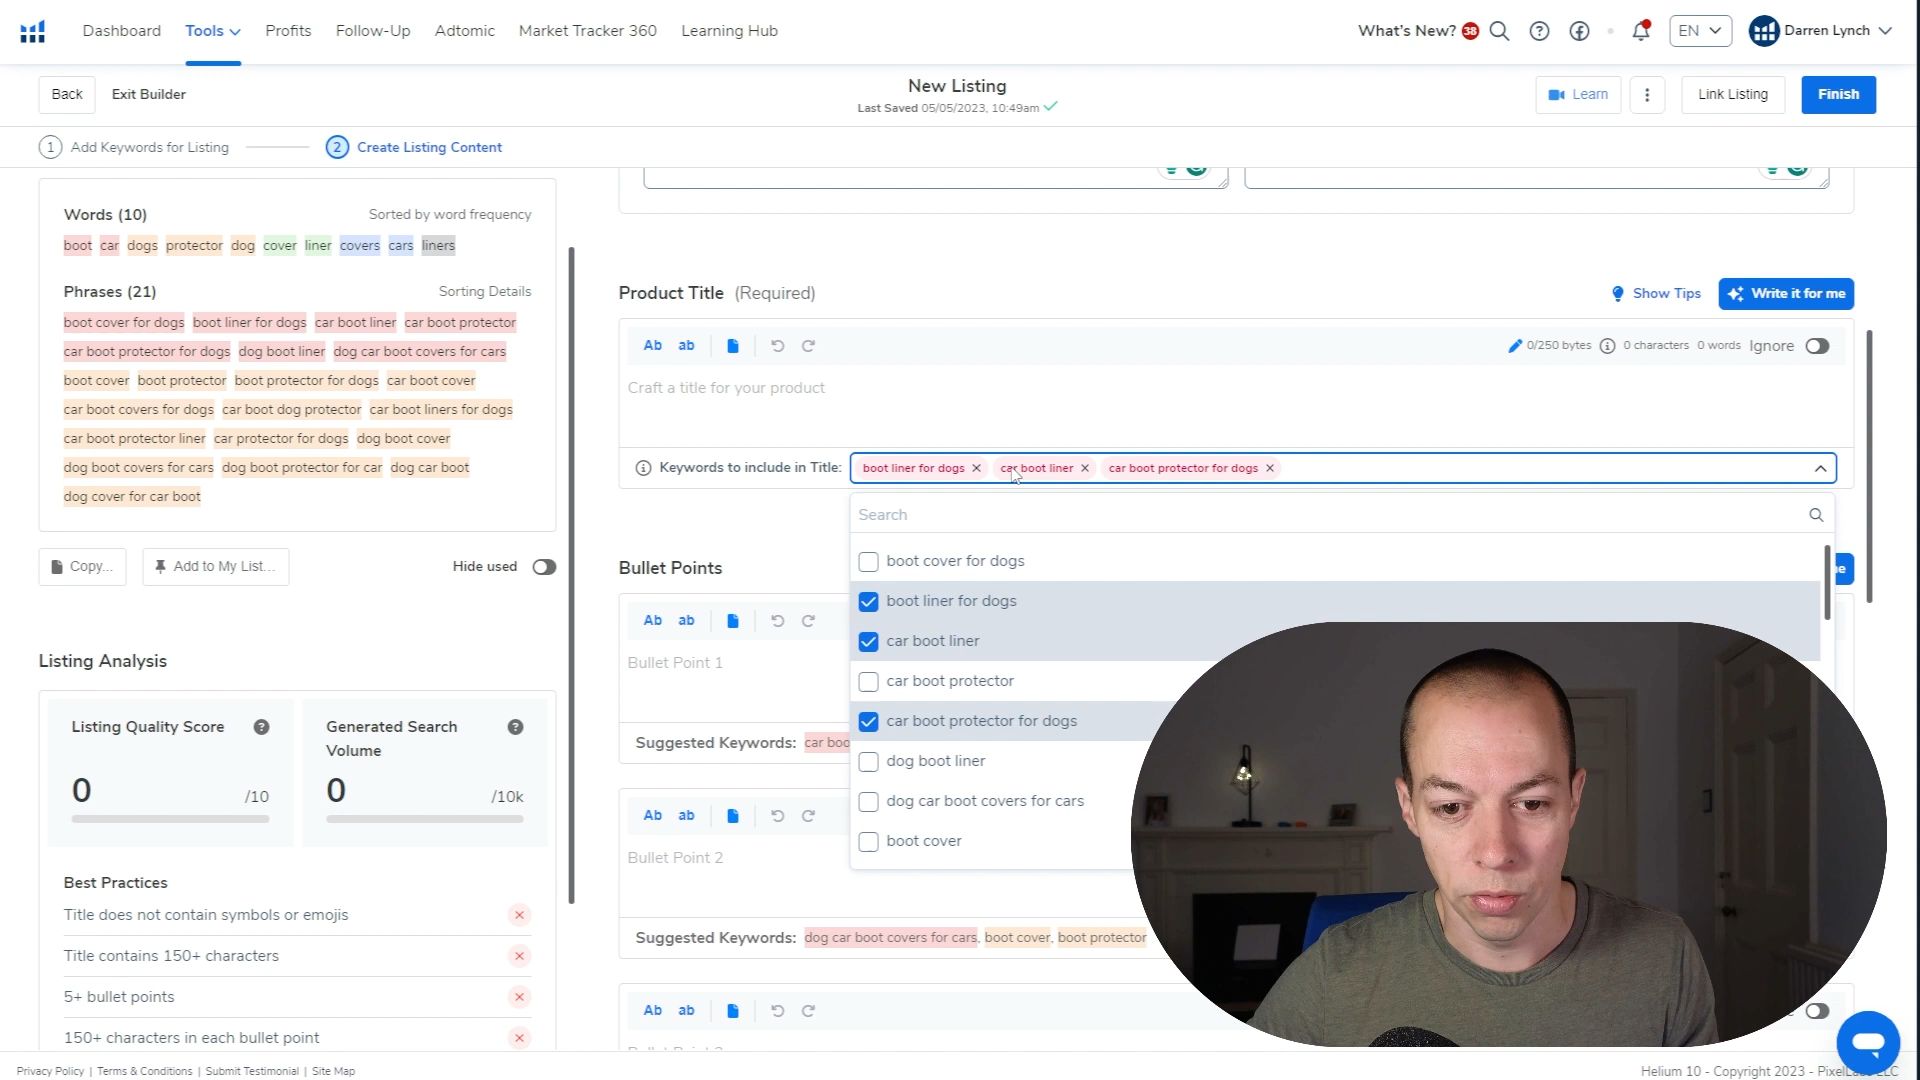 Dashboard Tools Profits Follow-Up Adtomic Market Tracker 360 Learning Hub What's New? 38 EN Darren Lynch
Back Exit Builder New Listing Learn Link Listing Finish
Last Saved 05/05/2023, 10:49am
1 Add Keywords for Listing 2 Create Listing Content
Words (10) Sorted by word frequency
boot car dogs protector dog cover liner covers cars liners
Phrases (21) Sorting Details
boot cover for dogs boot liner for dogs car boot liner car boot protector
car boot protector for dogs dog boot liner dog car boot covers for cars
boot cover boot protector boot protector for dogs car boot cover
car boot covers for dogs car boot dog protector car boot liners for dogs
car boot protector liner car protector for dogs dog boot cover
dog boot covers for cars dog boot protector for car dog car boot
dog cover for car boot
Copy... Add to My List... Hide used
Listing Analysis
Listing Quality Score ? Generated Search Volume ?
0 /10 0 /10k
Best Practices
Title does not contain symbols or emojis
Title contains 150+ characters
5+ bullet points
150+ characters in each bullet point
Product Title (Required) Show Tips Write it for me
Ab ab 0/250 bytes 0 characters 0 words Ignore
Craft a title for your product
Keywords to include in Title: boot liner for dogs car boot liner car boot protector for dogs
Search
boot cover for dogs
boot liner for dogs
car boot liner
car boot protector
car boot protector for dogs
dog boot liner
dog car boot covers for cars
boot cover
Bullet Points
Ab ab
Bullet Point 1
Suggested Keywords: car boo
Ab ab
Bullet Point 2
Suggested Keywords: dog car boot covers for cars, boot cover, boot protector
Ab ab
Privacy Policy | Terms & Conditions | Submit Testimonial | Site Map
Helium 10 - Copyright 2023 -